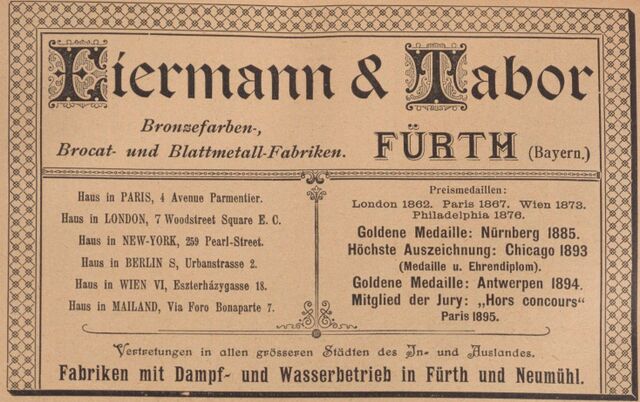 Eiermann & Tabor
Bronzefarben-,
Brocat- und Blattmetall-Fabriken.
FÜRTH (Bayern.)
Haus in PARIS, 4 Avenue Parmentier.
Haus in LONDON, 7 Woodstreet Square E. C.
Haus in NEW-YORK, 259 Pearl-Street.
Haus in BERLIN S, Urbanstrasse 2.
Haus in WIEN VI, Eszterházygasse 18.
Haus in MAILAND, Via Foro Bonaparte 7.
Preismedaillen:
London 1862. Paris 1867. Wien 1873.
Philadelphia 1876.
Goldene Medaille: Nürnberg 1885.
Höchste Auszeichnung: Chicago 1893
(Medaille u. Ehrendiplom).
Goldene Medaille: Antwerpen 1894.
Mitglied der Jury: „Hors concours“
Paris 1895.
Vertretungen in allen grösseren Städten des In- und Auslandes.
Fabriken mit Dampf- und Wasserbetrieb in Fürth und Neumühl.